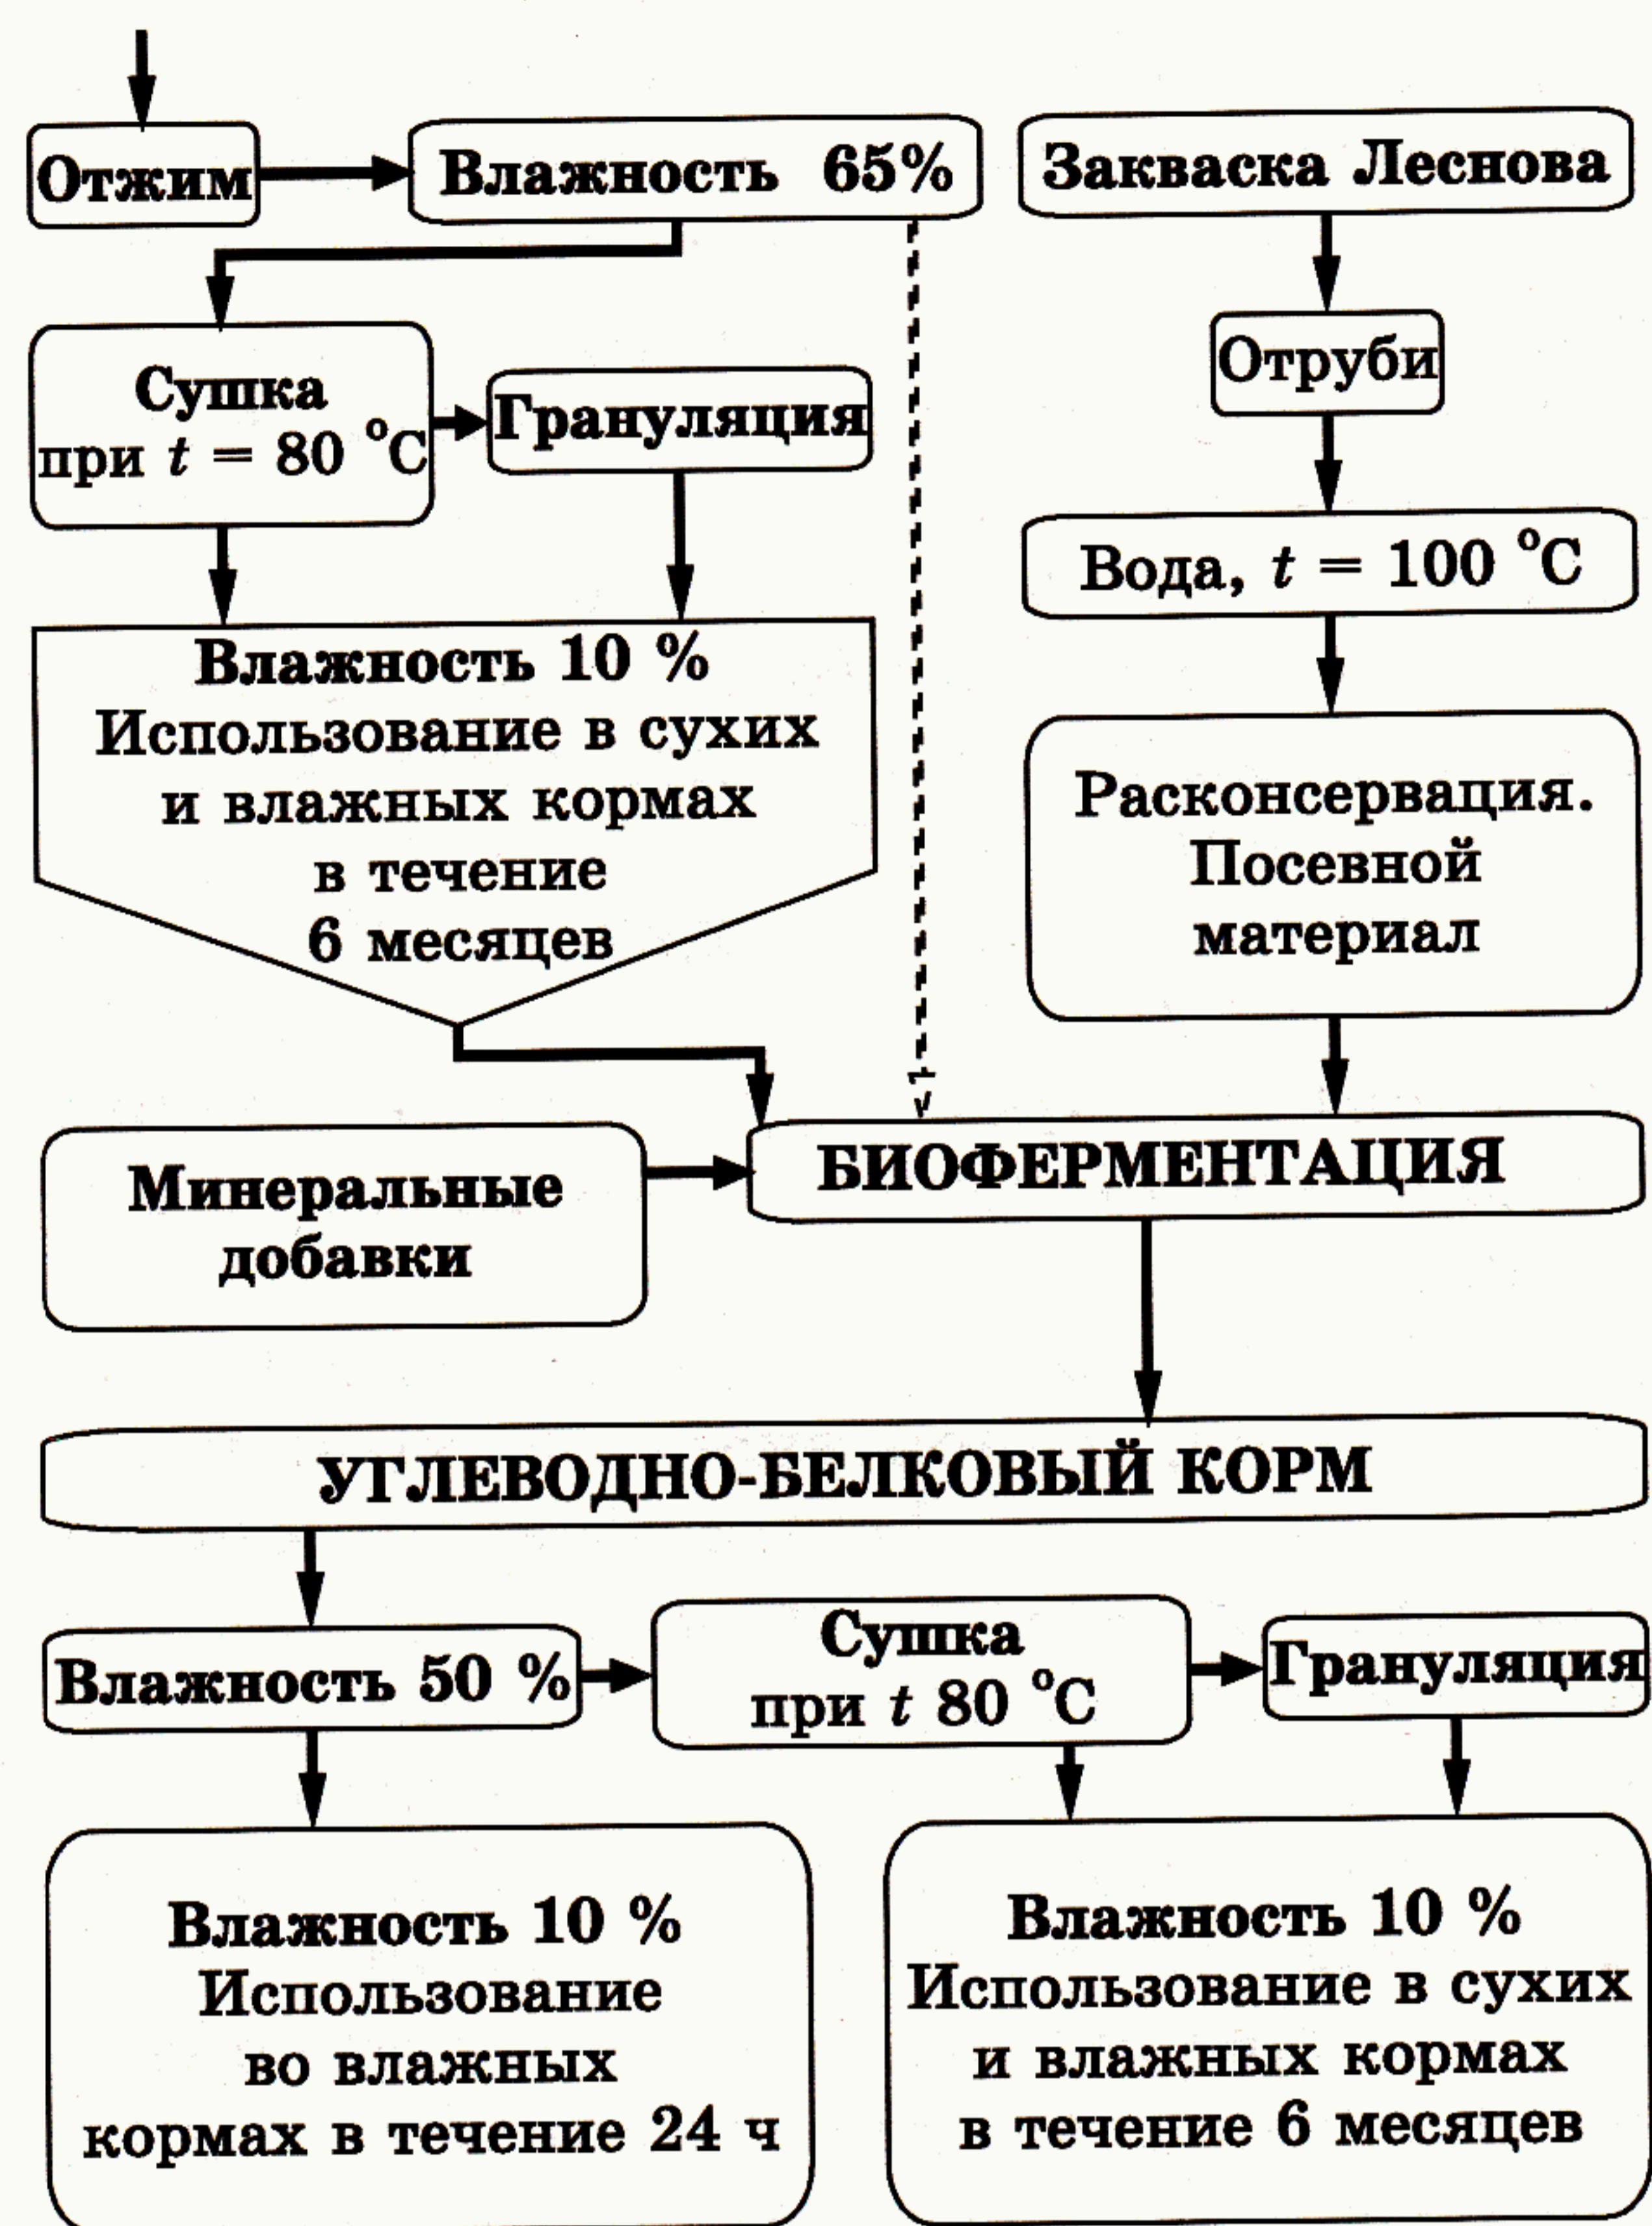 Отжим
Влажность 65%
Закваска Леснова
Отруби
Сушка
при t = 80 °С
Грануляция
Вода, t = 100 °С
Влажность 10 %
Использование в сухих
и влажных кормах
в течение
6 месяцев
Расконсервация.
Посевной
материал
Минеральные
добавки
БИОФЕРМЕНТАЦИЯ
УГЛЕВОДНО-БЕЛКОВЫЙ КОРМ
Влажность 50 %
Сушка
при t 80 °С
Грануляция
Влажность 10 %
Использование
во влажных
кормах в течение 24 ч
Влажность 10 %
Использование в сухих
и влажных кормах
в течение 6 месяцев